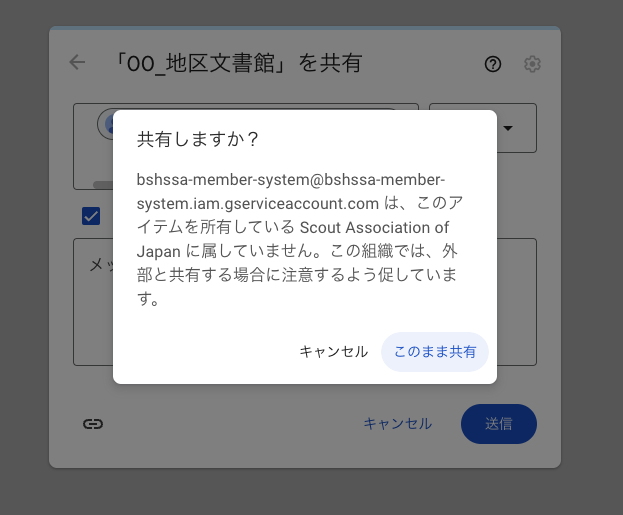 「00_地区文書館」を共有
共有しますか？
bshssa-member-system@bshssa-member-
system.iam.gserviceaccount.com は、このア
イテムを所有している Scout Association of
Japan に属していません。この組織では、外
部と共有する場合に注意するよう促していま
す。
メッ
キャンセル
このまま共有
キャンセル
送信